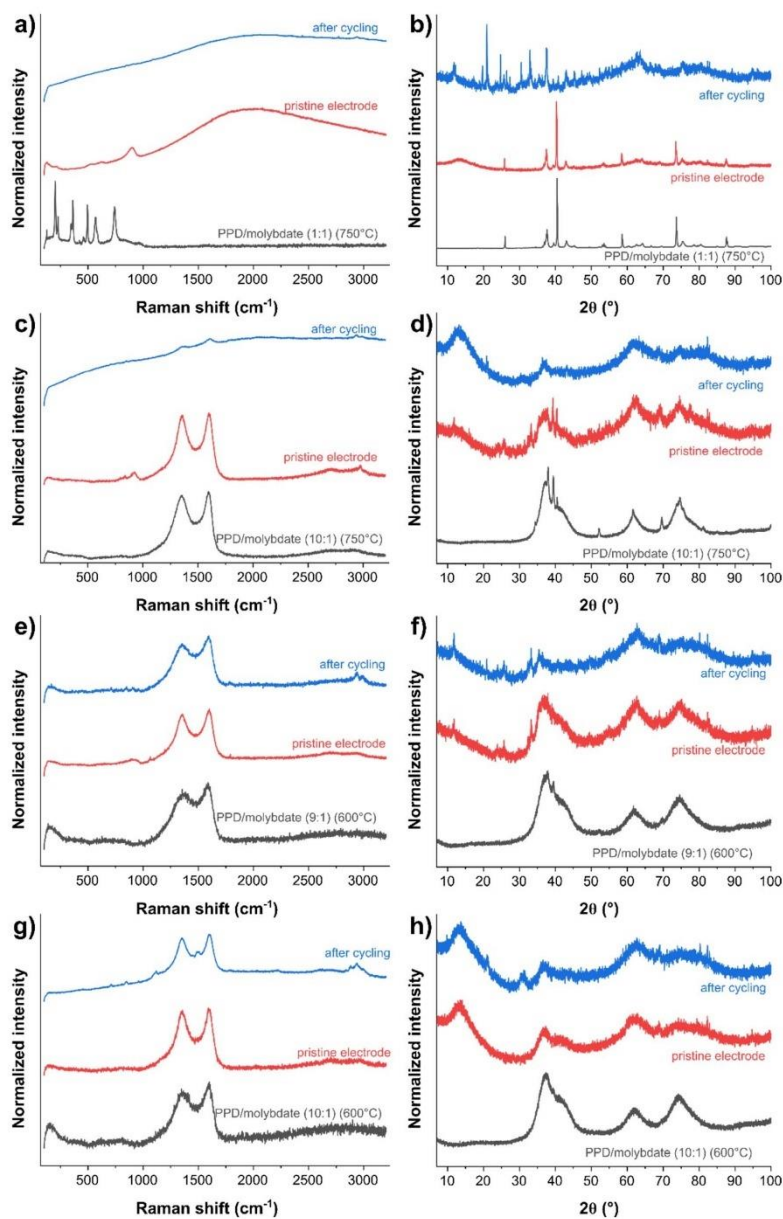 a)
after cycling
pristine electrode
PPD/molybdate (1:1) (750°C)
Normalized intensity
500 1000 1500 2000 2500 3000
Raman shift (cm⁻¹)
b)
after cycling
pristine electrode
PPD/molybdate (1:1) (750°C)
Normalized intensity
10 20 30 40 50 60 70 80 90 100
2θ (°)
c)
after cycling
pristine electrode
PPD/molybdate (10:1) (750°C)
Normalized intensity
500 1000 1500 2000 2500 3000
Raman shift (cm⁻¹)
d)
after cycling
pristine electrode
PPD/molybdate (10:1) (750°C)
Normalized intensity
10 20 30 40 50 60 70 80 90 100
2θ (°)
e)
after cycling
pristine electrode
PPD/molybdate (9:1) (600°C)
Normalized intensity
500 1000 1500 2000 2500 3000
Raman shift (cm⁻¹)
f)
after cycling
pristine electrode
PPD/molybdate (9:1) (600°C)
Normalized intensity
10 20 30 40 50 60 70 80 90 100
2θ (°)
g)
after cycling
pristine electrode
PPD/molybdate (10:1) (600°C)
Normalized intensity
500 1000 1500 2000 2500 3000
Raman shift (cm⁻¹)
h)
after cycling
pristine electrode
PPD/molybdate (10:1) (600°C)
Normalized intensity
10 20 30 40 50 60 70 80 90 100
2θ (°)